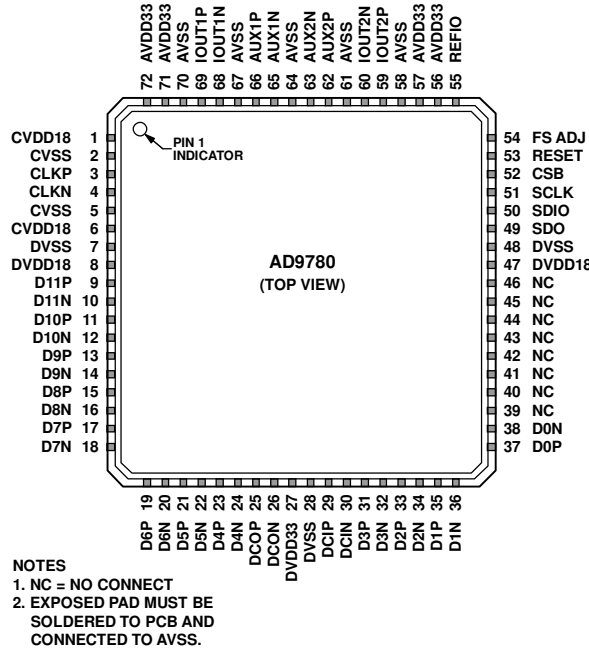 72 AVDD33
71 AVDD33
70 AVSS
69 IOUT1P
68 IOUT1N
67 AVSS
66 AUX1P
65 AUX1N
64 AVSS
63 AUX2N
62 AUX2P
61 AVSS
60 IOUT2N
59 IOUT2P
58 AVSS
57 AVDD33
56 AVDD33
55 REFIO
CVDD18 1
CVSS 2
CLKP 3
CLKN 4
CVSS 5
CVDD18 6
DVSS 7
DVDD18 8
D11P 9
D11N 10
D10P 11
D10N 12
D9P 13
D9N 14
D8P 15
D8N 16
D7P 17
D7N 18
PIN 1
INDICATOR
AD9780
(TOP VIEW)
54 FS ADJ
53 RESET
52 CSB
51 SCLK
50 SDIO
49 SDO
48 DVSS
47 DVDD18
46 NC
45 NC
44 NC
43 NC
42 NC
41 NC
40 NC
39 NC
38 D0N
37 D0P
D6P 19
D6N 20
D5P 21
D5N 22
D4P 23
D4N 24
DCOP 25
DCON 26
DVDD33 27
DVSS 28
DCIP 29
DCIN 30
D3P 31
D3N 32
D2P 33
D2N 34
D1P 35
D1N 36
NOTES
1. NC = NO CONNECT
2. EXPOSED PAD MUST BE
SOLDERED TO PCB AND
CONNECTED TO AVSS.